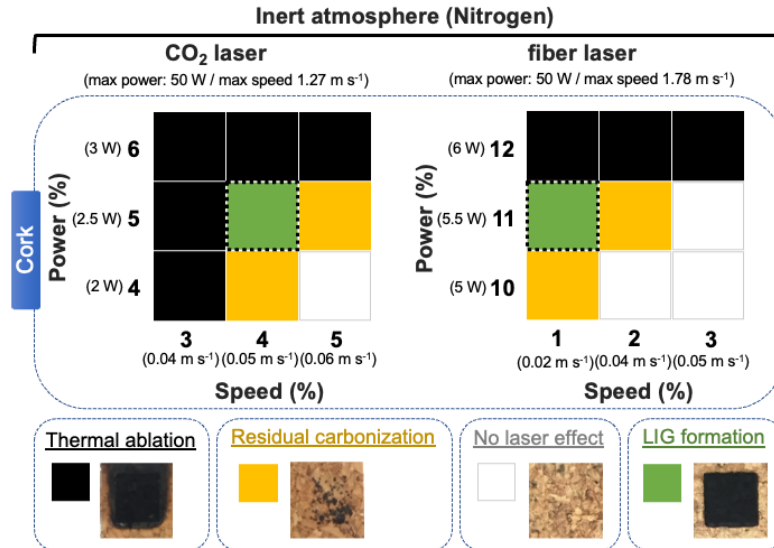 Inert atmosphere (Nitrogen)
CO₂ laser
(max power: 50 W / max speed 1.27 m s⁻¹)
fiber laser
(max power: 50 W / max speed 1.78 m s⁻¹)
Cork
Power (%)
(3 W) 6
(2.5 W) 5
(2 W) 4
3 4 5
(0.04 m s⁻¹) (0.05 m s⁻¹) (0.06 m s⁻¹)
Speed (%)
Power (%)
(6 W) 12
(5.5 W) 11
(5 W) 10
1 2 3
(0.02 m s⁻¹) (0.04 m s⁻¹) (0.05 m s⁻¹)
Speed (%)
Thermal ablation
Residual carbonization
No laser effect
LIG formation